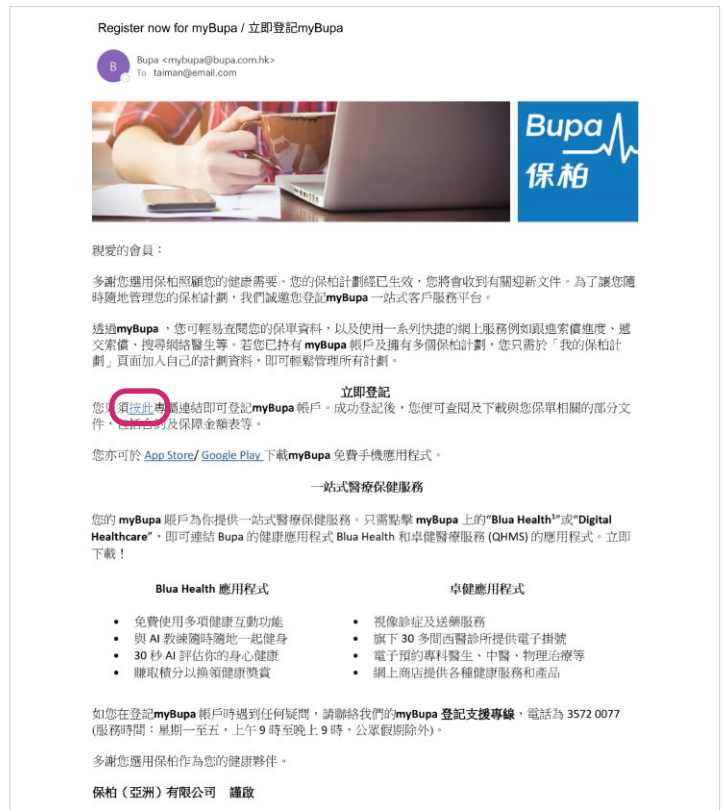 Register now for myBupa / 立即登記myBupa
B
Bupa <mybupa@bupa.com.hk>
To taiman@email.com
Bupa
保柏
親愛的會員：
多謝您選用保柏照顧您的健康需要。您的保柏計劃經已生效，您將會收到有關迎新文件。為了讓您隨
時隨地管理您的保柏計劃，我們誠邀您登記myBupa 一站式客戶服務平台。
透過myBupa ，您可輕易查閱您的保單資料，以及使用一系列快捷的網上服務例如跟進索償進度、遞
交索償、搜尋網絡醫生等。若您已持有 myBupa 帳戶及擁有多個保柏計劃，您只需於「我的保柏計
劃」頁面加入自己的計劃資料，即可輕鬆管理所有計劃。
立即登記
您只須按此專屬連結即可登記myBupa 帳戶。成功登記後，您便可查閱及下載與您保單相關的部分文
件，包括合約及保障金額表等。
您亦可於 App Store/ Google Play 下載myBupa 免費手機應用程式。
一站式醫療保健服務
您的 myBupa 賬戶為你提供一站式醫療保健服務。只需點擊 myBupa 上的“Blua Health¹”或“Digital
Healthcare”，即可連結 Bupa 的健康應用程式 Blua Health 和卓健醫療服務 (QHMS) 的應用程式。立即
下載！
Blua Health 應用程式
• 免費使用多項健康互動功能
• 與 AI 教練隨時隨地一起健身
• 30 秒 AI 評估你的身心健康
• 賺取積分以換領健康獎賞
卓健應用程式
• 視像診症及送藥服務
• 旗下 30 多間西醫診所提供電子掛號
• 電子預約專科醫生、中醫、物理治療等
• 網上商店提供各種健康服務和產品
如您在登記myBupa 帳戶時遇到任何疑問，請聯絡我們的myBupa 登記支援專線，電話為 3572 0077
(服務時間：星期一至五，上午 9 時至晚上 9 時，公眾假期除外)。
多謝您選用保柏作為您的健康夥伴。
保柏（亞洲）有限公司 謹啟